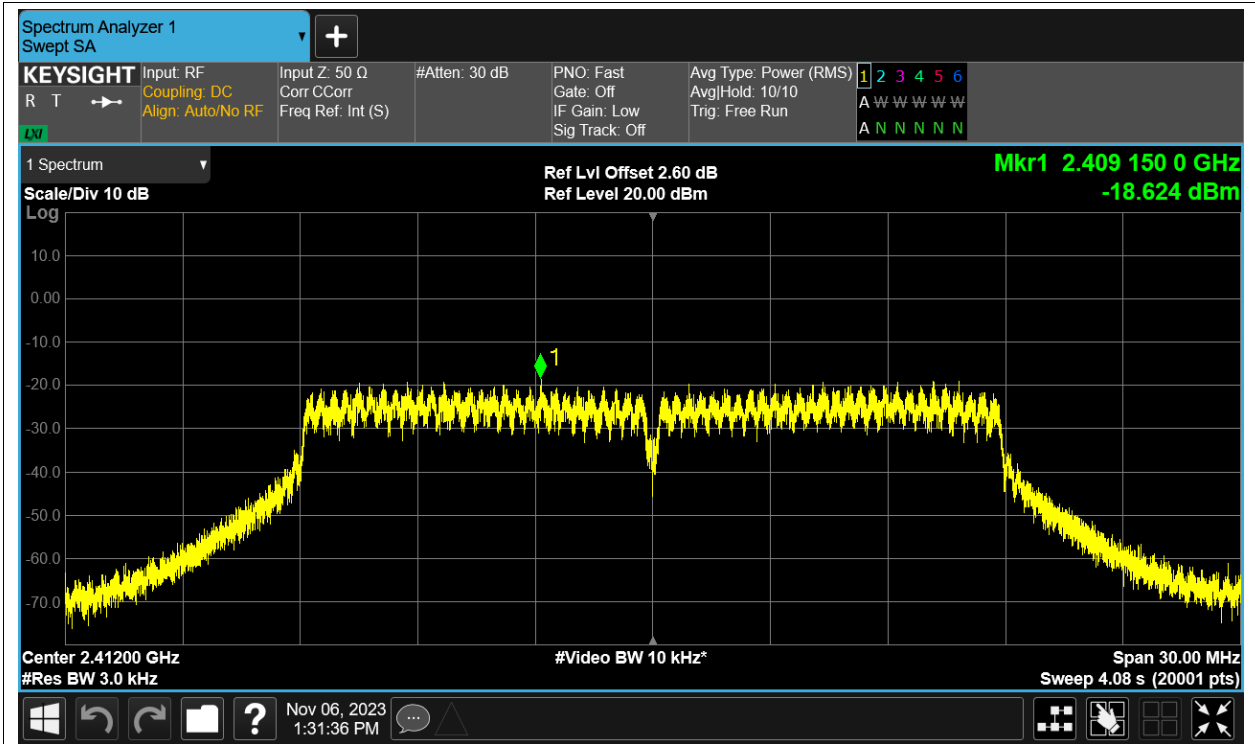 Spectrum Analyzer 1
Swept SA
KEYSIGHT
R T
LXI
Input: RF
Coupling: DC
Align: Auto/No RF
Input Z: 50 Ω
Corr CCorr
Freq Ref: Int (S)
#Atten: 30 dB
PNO: Fast
Gate: Off
IF Gain: Low
Sig Track: Off
Avg Type: Power (RMS)
Avg|Hold: 10/10
Trig: Free Run
1 2 3 4 5 6
A W W W W W
A N N N N N
1 Spectrum
Scale/Div 10 dB
Log
Ref Lvl Offset 2.60 dB
Ref Level 20.00 dBm
Mkr1 2.409 150 0 GHz
-18.624 dBm
10.0
0.00
-10.0
1
-20.0
-30.0
-40.0
-50.0
-60.0
-70.0
Center 2.41200 GHz
#Res BW 3.0 kHz
#Video BW 10 kHz*
Span 30.00 MHz
Sweep 4.08 s (20001 pts)
?
Nov 06, 2023
1:31:36 PM